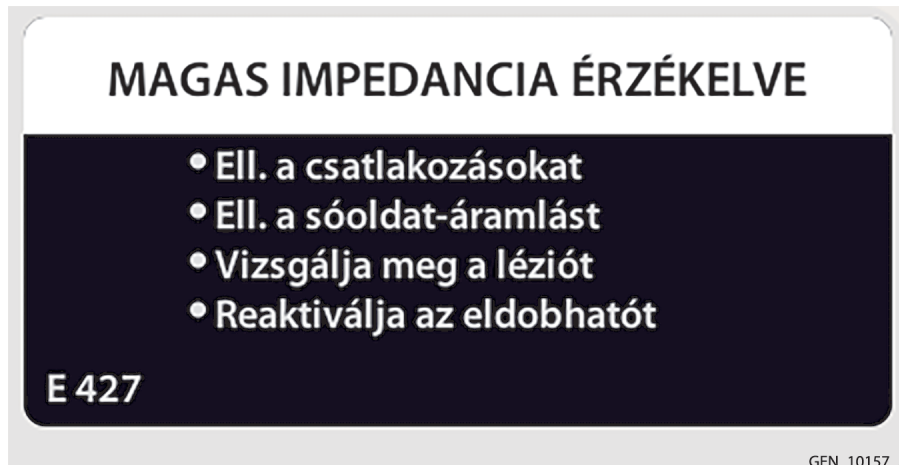 MAGAS IMPEDANCIA ÉRZÉKELVE
• Ell. a csatlakozásokat
• Ell. a sóoldat-áramlást
• Vizsgálja meg a léziót
• Reaktiválja az eldobhatót
E 427
GEN_10157